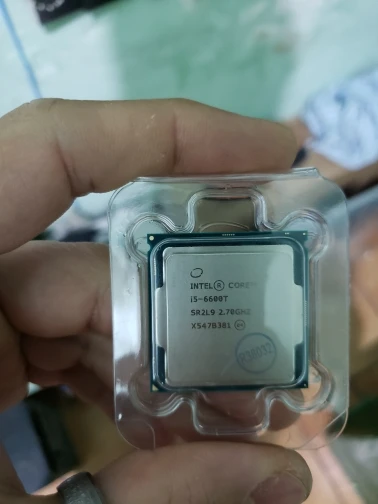 INTEL® CORE™
i5-6600T
SR2L9 2.70GHZ
X547B381